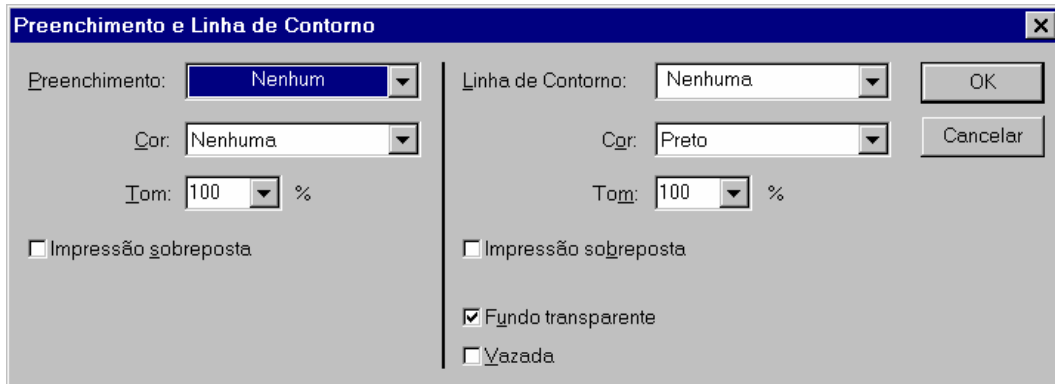 Preenchimento e Linha de Contorno
Preenchimento: Nenhum
Cor: Nenhuma
Tom: 100 %
Impressão sobreposta
Linha de Contorno: Nenhuma
Cor: Preto
Tom: 100 %
Impressão sobreposta
Fundo transparente
Vazada
OK
Cancelar